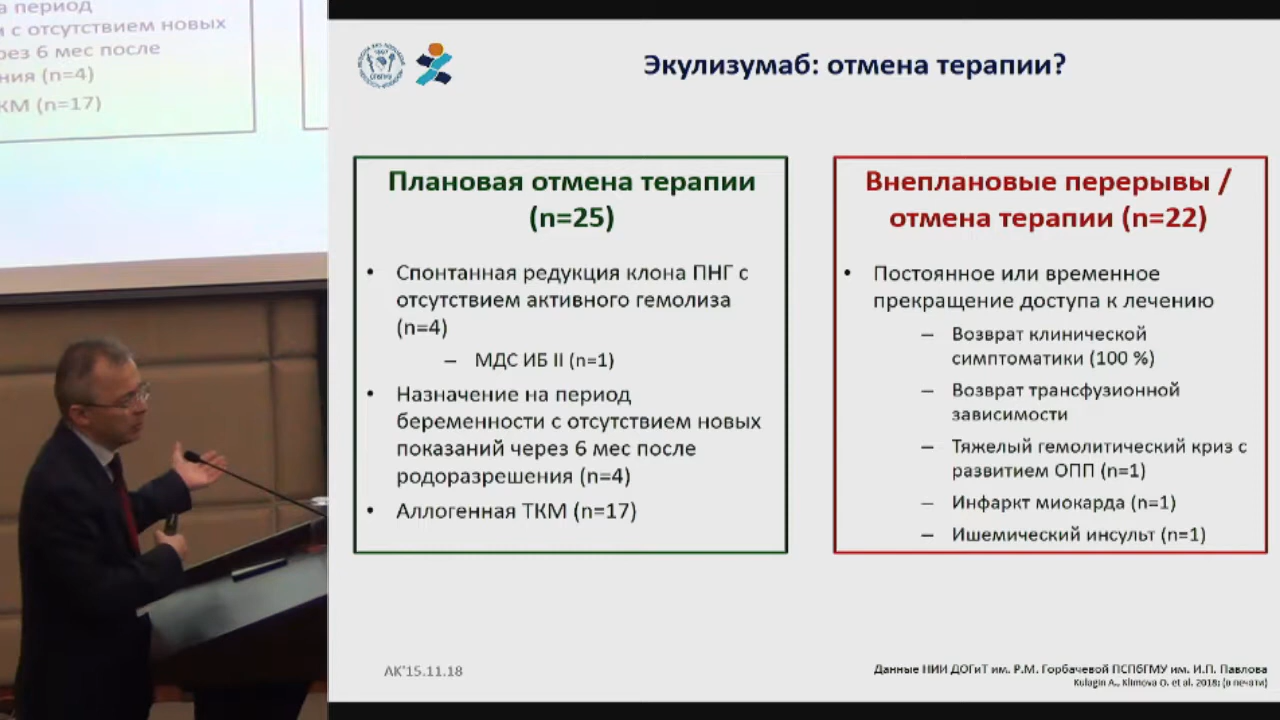 а период
и с отсутствием новых
рез 6 мес после
ния (n=4)
КМ (n=17)
Экулизумаб: отмена терапии?
Плановая отмена терапии
(n=25)
• Спонтанная редукция клона ПНГ с
отсутствием активного гемолиза
(n=4)
– МДС ИБ II (n=1)
• Назначение на период
беременности с отсутствием новых
показаний через 6 мес после
родоразрешения (n=4)
• Аллогенная ТКМ (n=17)
Внеплановые перерывы /
отмена терапии (n=22)
• Постоянное или временное
прекращение доступа к лечению
– Возврат клинической
симптоматики (100 %)
– Возврат трансфузионной
зависимости
– Тяжелый гемолитический криз с
развитием ОПП (n=1)
– Инфаркт миокарда (n=1)
– Ишемический инсульт (n=1)
ЛК'15.11.18
Данные НИИ ДОГиТ им. Р.М. Горбачевой ПСПбГМУ им. И.П. Павлова
Kulagin A., Klimova O. et al. 2018; (в печати)